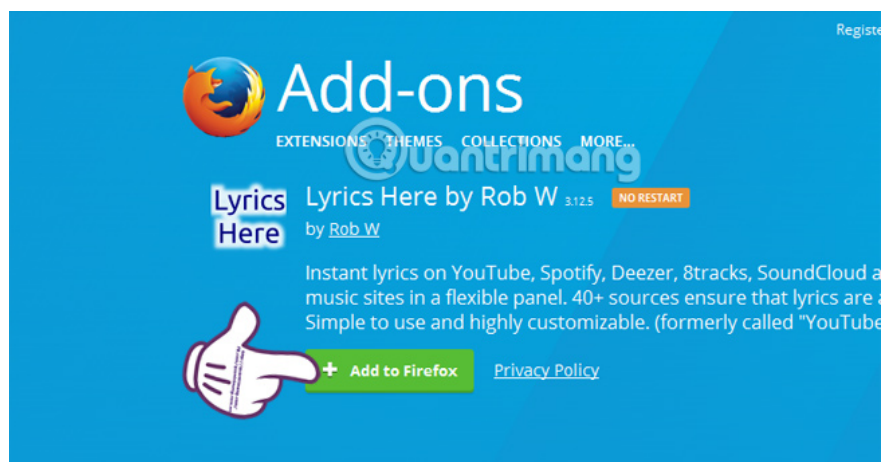 Registe
Add-ons
EXTENSIONS THEMES COLLECTIONS MORE...
Quantrimang
Lyrics Here
Lyrics Here by Rob W 3.12.5 NO RESTART
by Rob W
Instant lyrics on YouTube, Spotify, Deezer, 8tracks, SoundCloud a
music sites in a flexible panel. 40+ sources ensure that lyrics are a
Simple to use and highly customizable. (formerly called "YouTube
+ Add to Firefox Privacy Policy